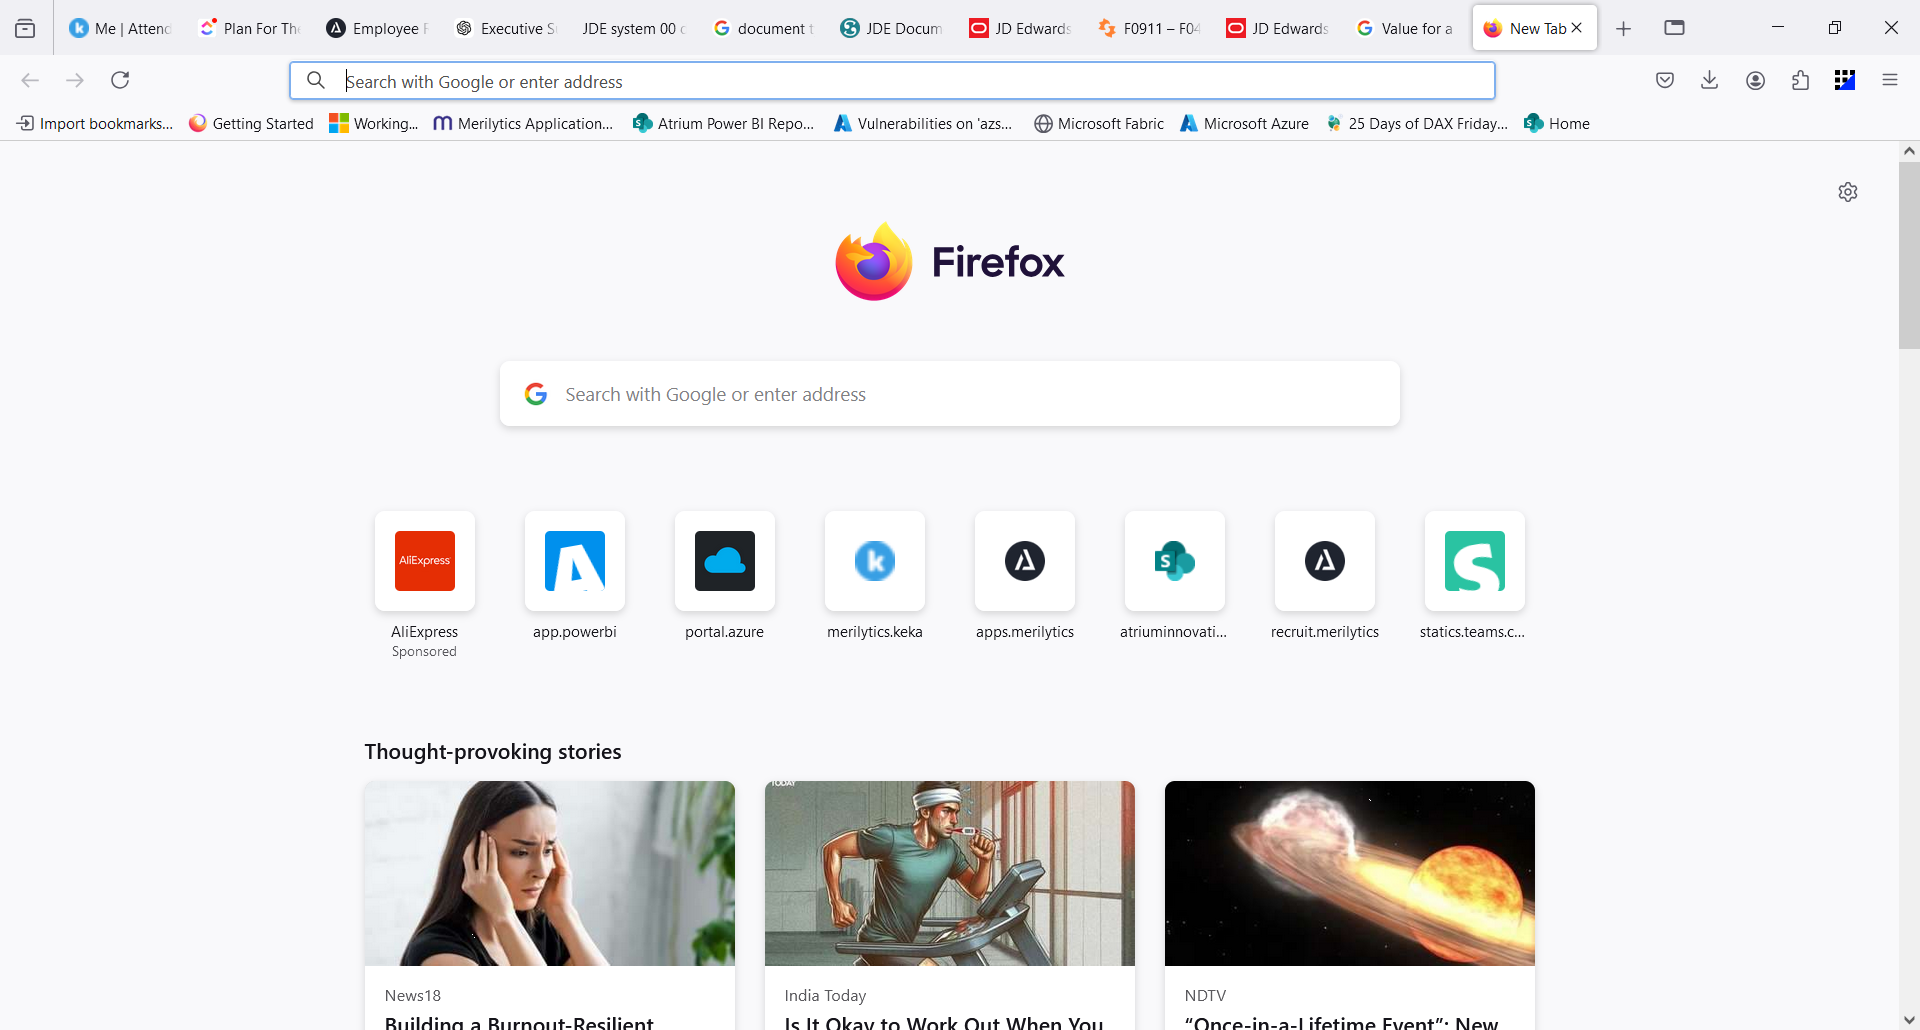 Me | Attend
Plan For The
Employee R
Executive Su
JDE system 00 c
document t
JDE Docum
JD Edwards
F0911 – F04
JD Edwards
Value for a
New Tab
Search with Google or enter address
Import bookmarks...
Getting Started
Working...
Merilytics Application...
Atrium Power BI Repo...
Vulnerabilities on 'azs...
Microsoft Fabric
Microsoft Azure
25 Days of DAX Friday...
Home
Firefox
Search with Google or enter address
AliExpress
AliExpress
Sponsored
app.powerbi
portal.azure
merilytics.keka
apps.merilytics
atriuminnovati...
recruit.merilytics
statics.teams.c...
Thought-provoking stories
TODAY
News18
Building a Burnout-Resilient
India Today
Is It Okay to Work Out When You
NDTV
“Once-in-a-Lifetime Event”: New